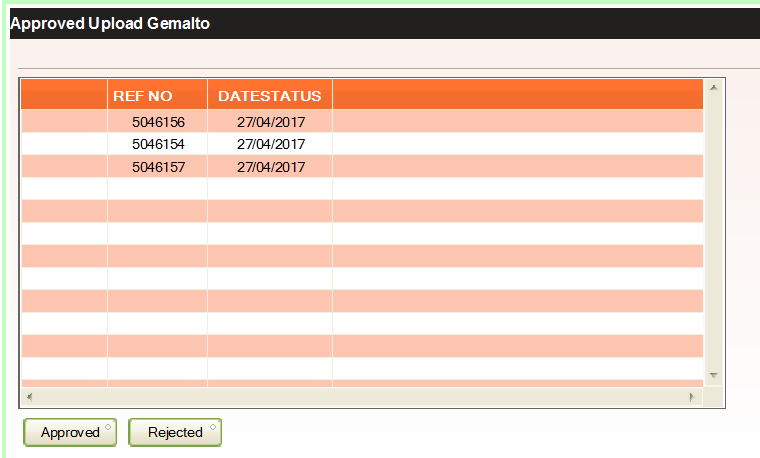 Approved Upload Gemalto
REF NO DATESTATUS
5046156 27/04/2017
5046154 27/04/2017
5046157 27/04/2017
Approved Rejected